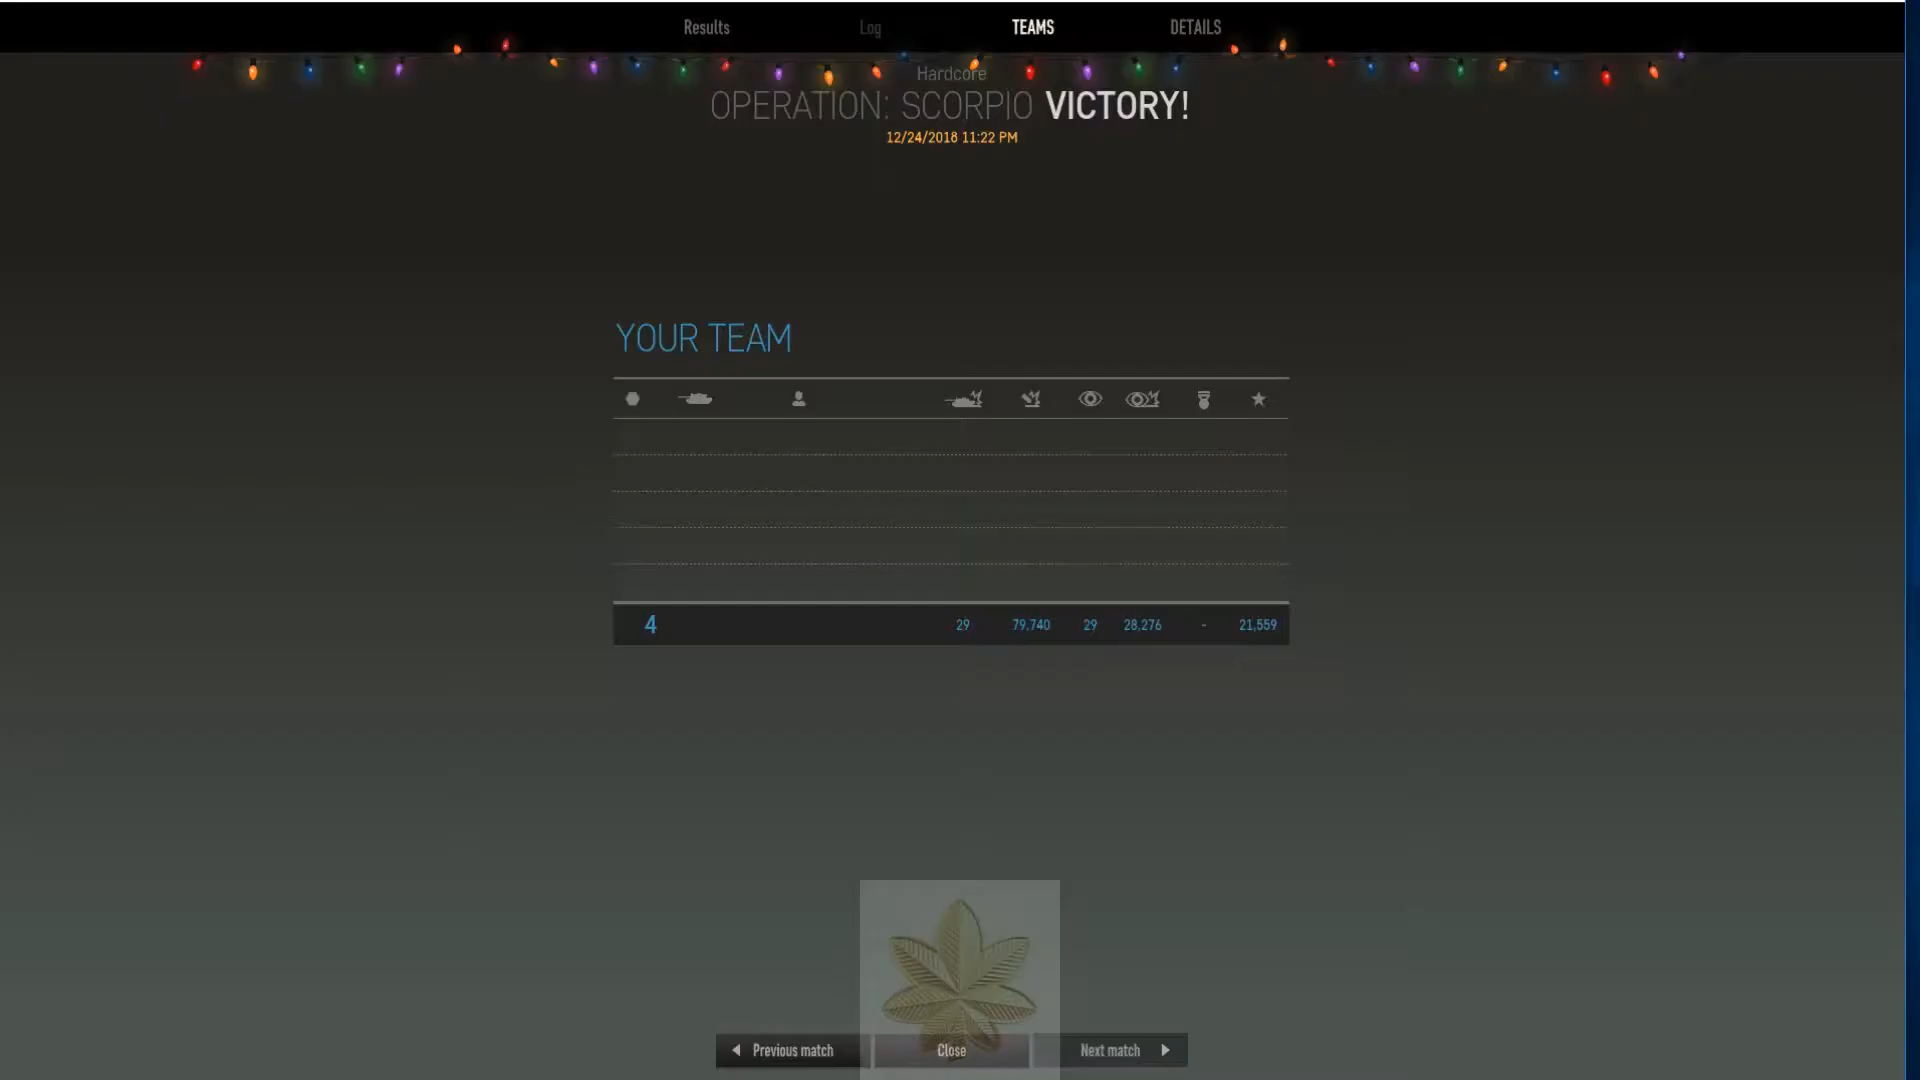 Results Log TEAMS DETAILS
Hardcore
OPERATION: SCORPIO VICTORY!
12/24/2018 11:22 PM
YOUR TEAM
4 29 79,740 29 28,276 - 21,559
Previous match Close Next match